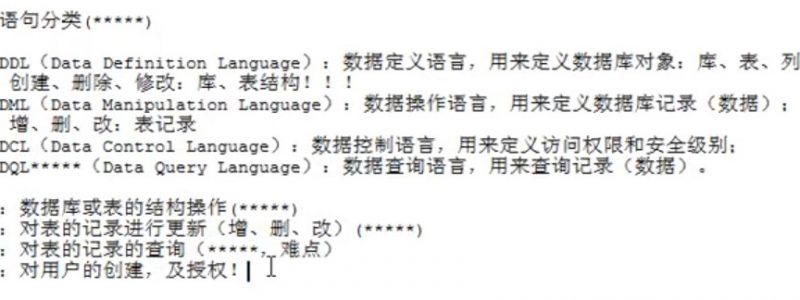 语句分类(*****)
DDL（Data Definition Language）：数据定义语言，用来定义数据库对象：库、表、列
创建、删除、修改：库、表结构！！！
DML（Data Manipulation Language）：数据操作语言，用来定义数据库记录（数据）；
增、删、改：表记录
DCL（Data Control Language）：数据控制语言，用来定义访问权限和安全级别；
DQL*****（Data Query Language）：数据查询语言，用来查询记录（数据）。
：数据库或表的结构操作(*****)
：对表的记录进行更新（增、删、改）(*****)
：对表的记录的查询（*****，难点）
：对用户的创建，及授权！